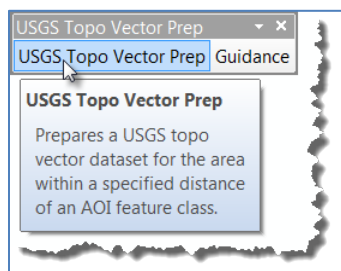 USGS Topo Vector Prep
USGS Topo Vector Prep Guidance
USGS Topo Vector Prep
Prepares a USGS topo
vector dataset for the area
within a specified distance
of an AOI feature class.